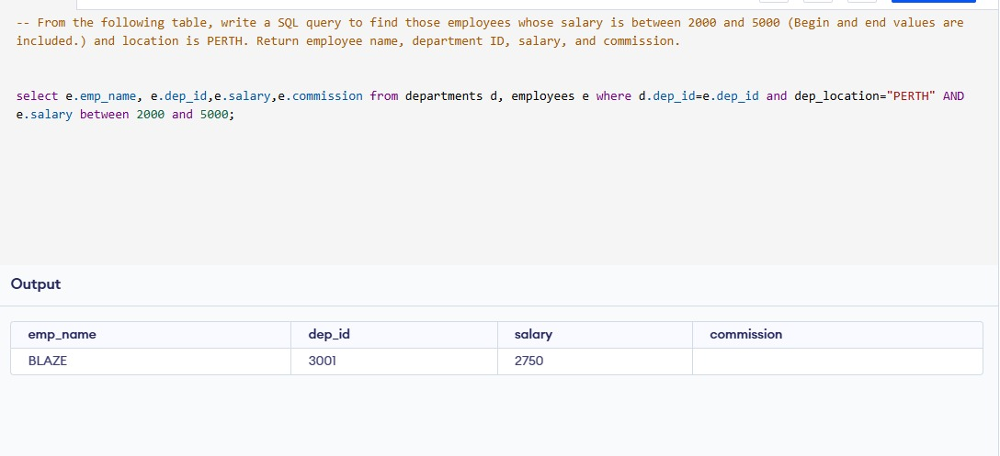 -- From the following table, write a SQL query to find those employees whose salary is between 2000 and 5000 (Begin and end values are
included.) and location is PERTH. Return employee name, department ID, salary, and commission.
select e.emp_name, e.dep_id,e.salary,e.commission from departments d, employees e where d.dep_id=e.dep_id and dep_location="PERTH" AND
e.salary between 2000 and 5000;
Output
emp_name dep_id salary commission
BLAZE 3001 2750